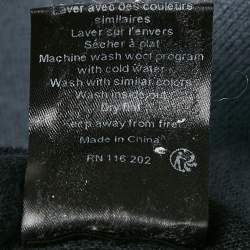 Laver avec des couleurs
similaires
Laver sur l'envers
Sécher à plat
Machine wash wool program
with cold water
Wash with similar colors
Wash inside out
Dry flat
Keep away from fire
Made in China
RN 116 202